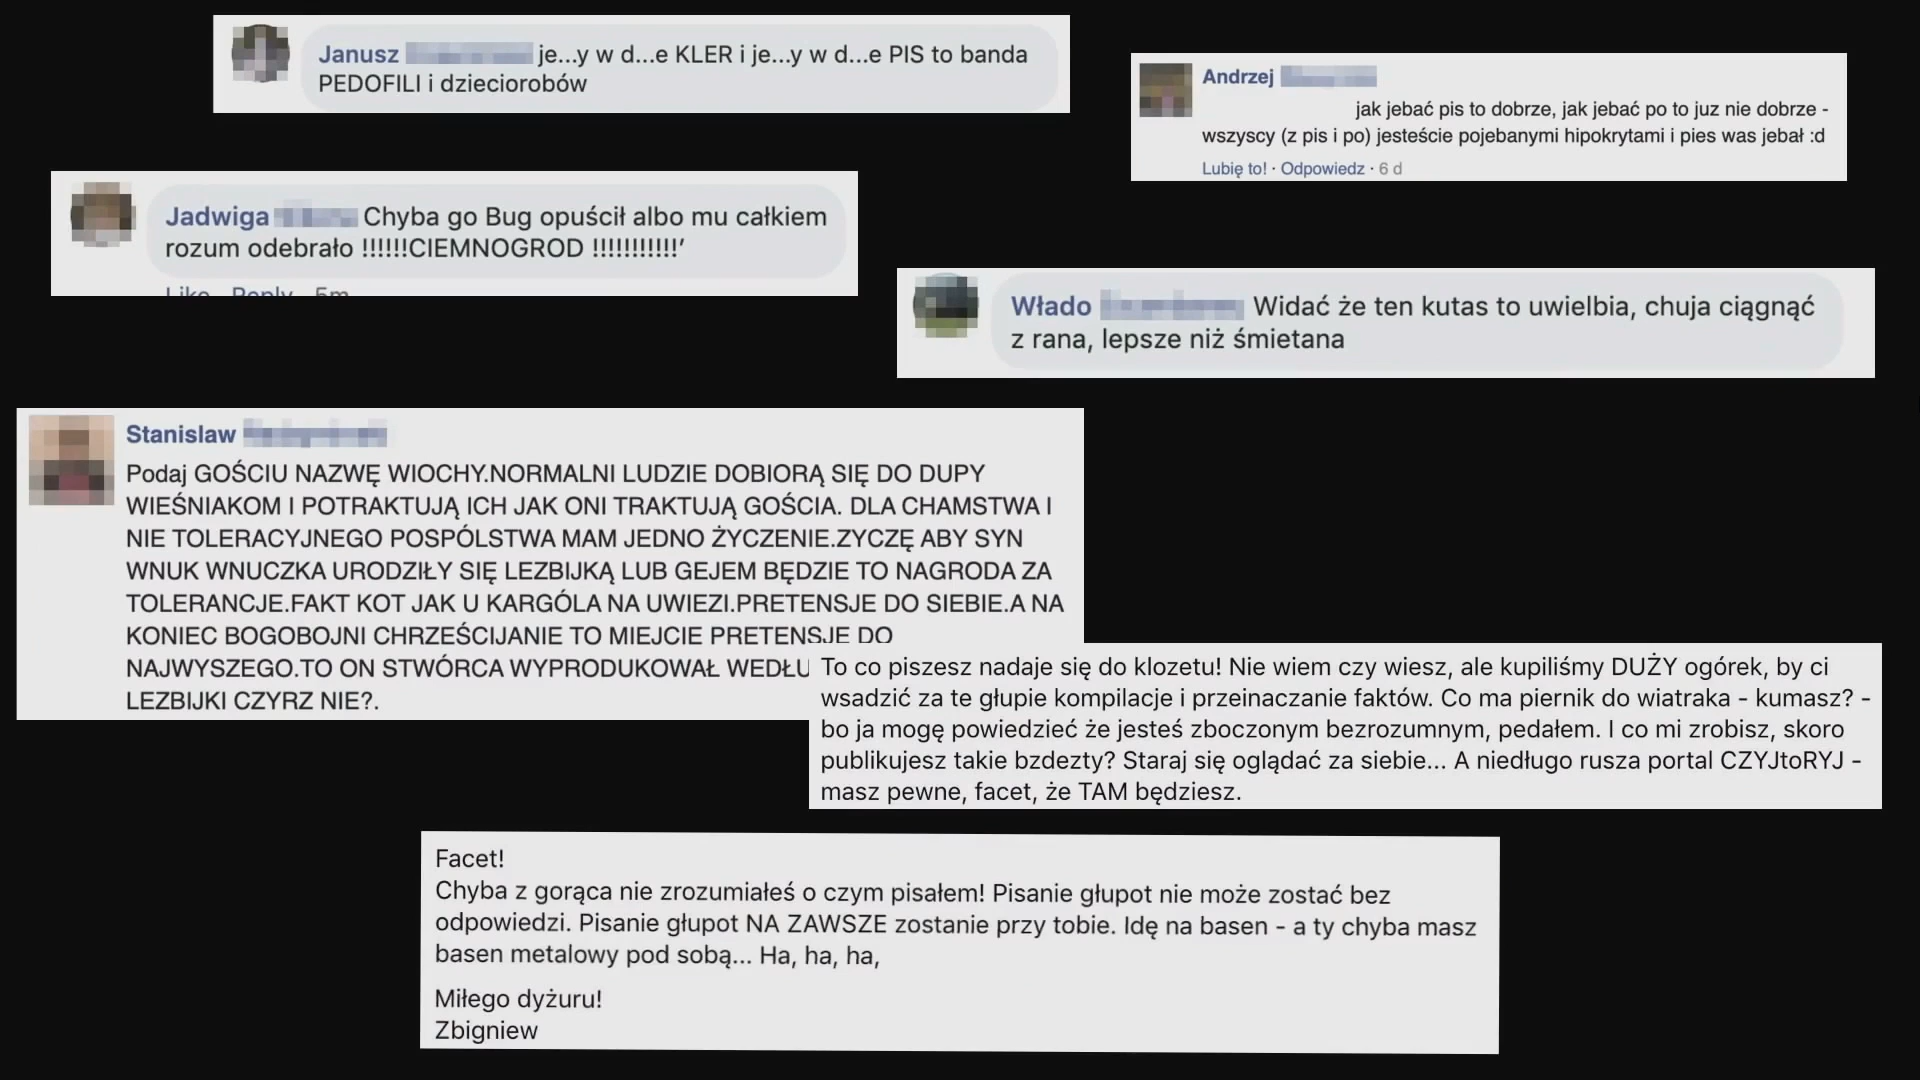 Janusz je...y w d...e KLER i je...y w d...e PIS to banda
PEDOFILI i dzieciorobów
Andrzej
jak jebać pis to dobrze, jak jebać po to juz nie dobrze -
wszyscy (z pis i po) jesteście pojebanymi hipokrytami i pies was jebał :d
Lubię to! · Odpowiedz · 6 d
Jadwiga Chyba go Bug opuścił albo mu całkiem
rozum odebrało !!!!!!CIEMNOGROD !!!!!!!!!!!'
Like Reply 5m
Włado Widać że ten kutas to uwielbia, chuja ciągnąć
z rana, lepsze niż śmietana
Stanislaw
Podaj GOŚCIU NAZWĘ WIOCHY.NORMALNI LUDZIE DOBIORĄ SIĘ DO DUPY
WIEŚNIAKOM I POTRAKTUJĄ ICH JAK ONI TRAKTUJĄ GOŚCIA. DLA CHAMSTWA I
NIE TOLERACYJNEGO POSPÓLSTWA MAM JEDNO ŻYCZENIE.ZYCZĘ ABY SYN
WNUK WNUCZKA URODZIŁY SIĘ LEZBIJKĄ LUB GEJEM BĘDZIE TO NAGRODA ZA
TOLERANCJE.FAKT KOT JAK U KARGÓLA NA UWIEZI.PRETENSJE DO SIEBIE.A NA
KONIEC BOGOBOJNI CHRZEŚCIJANIE TO MIEJCIE PRETENSJE DO
NAJWYSZEGO.TO ON STWÓRCA WYPRODUKOWAŁ WEDŁU
LEZBIJKI CZYRZ NIE?.
To co piszesz nadaje się do klozetu! Nie wiem czy wiesz, ale kupiliśmy DUŻY ogórek, by ci
wsadzić za te głupie kompilacje i przeinaczanie faktów. Co ma piernik do wiatraka - kumasz? -
bo ja mogę powiedzieć że jesteś zboczonym bezrozumnym, pedałem. I co mi zrobisz, skoro
publikujesz takie bzdezty? Staraj się oglądać za siebie... A niedługo rusza portal CZYJtoRYJ -
masz pewne, facet, że TAM będziesz.
Facet!
Chyba z gorąca nie zrozumiałeś o czym pisałem! Pisanie głupot nie może zostać bez
odpowiedzi. Pisanie głupot NA ZAWSZE zostanie przy tobie. Idę na basen - a ty chyba masz
basen metalowy pod sobą... Ha, ha, ha,
Miłego dyżuru!
Zbigniew